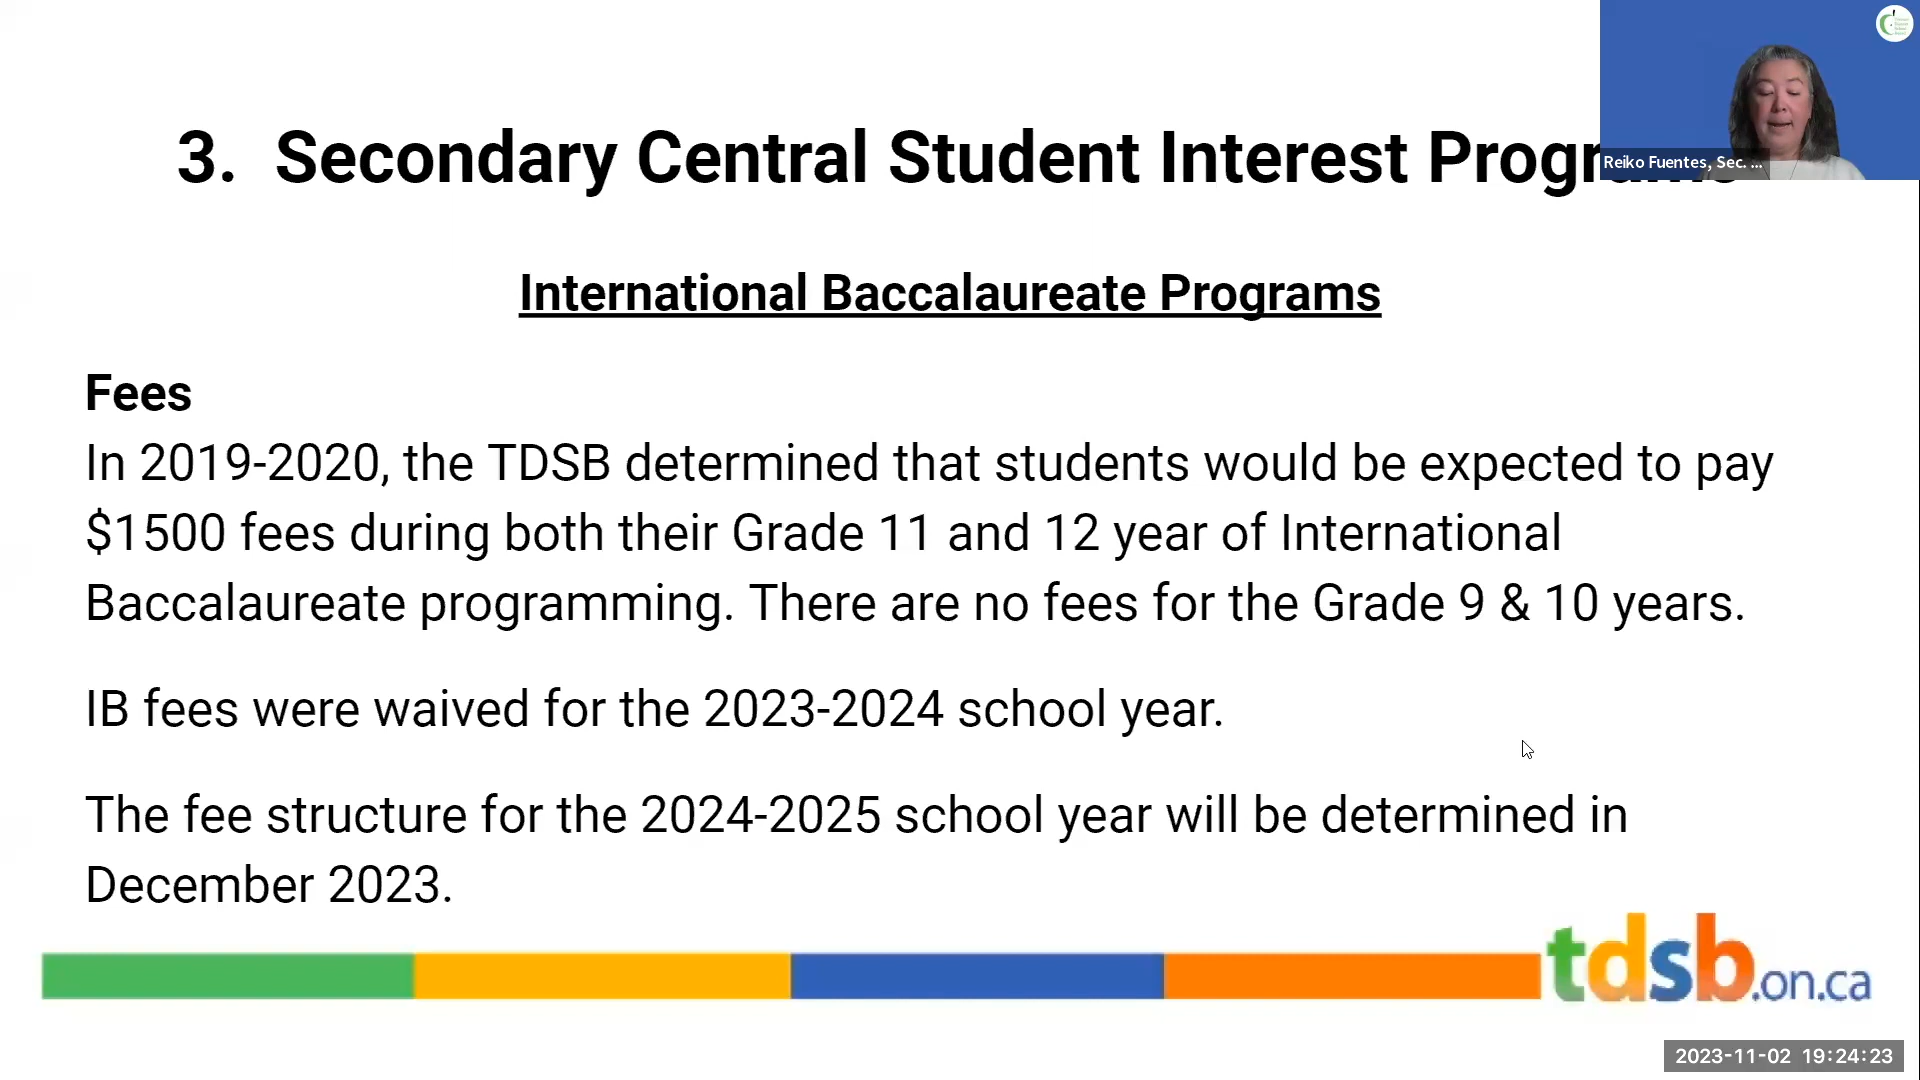 3. Secondary Central Student Interest Programs
Reiko Fuentes, Sec. ...
International Baccalaureate Programs
Fees
In 2019-2020, the TDSB determined that students would be expected to pay
$1500 fees during both their Grade 11 and 12 year of International
Baccalaureate programming. There are no fees for the Grade 9 & 10 years.
IB fees were waived for the 2023-2024 school year.
The fee structure for the 2024-2025 school year will be determined in
December 2023.
tdsb.on.ca
2023-11-02 19:24:23